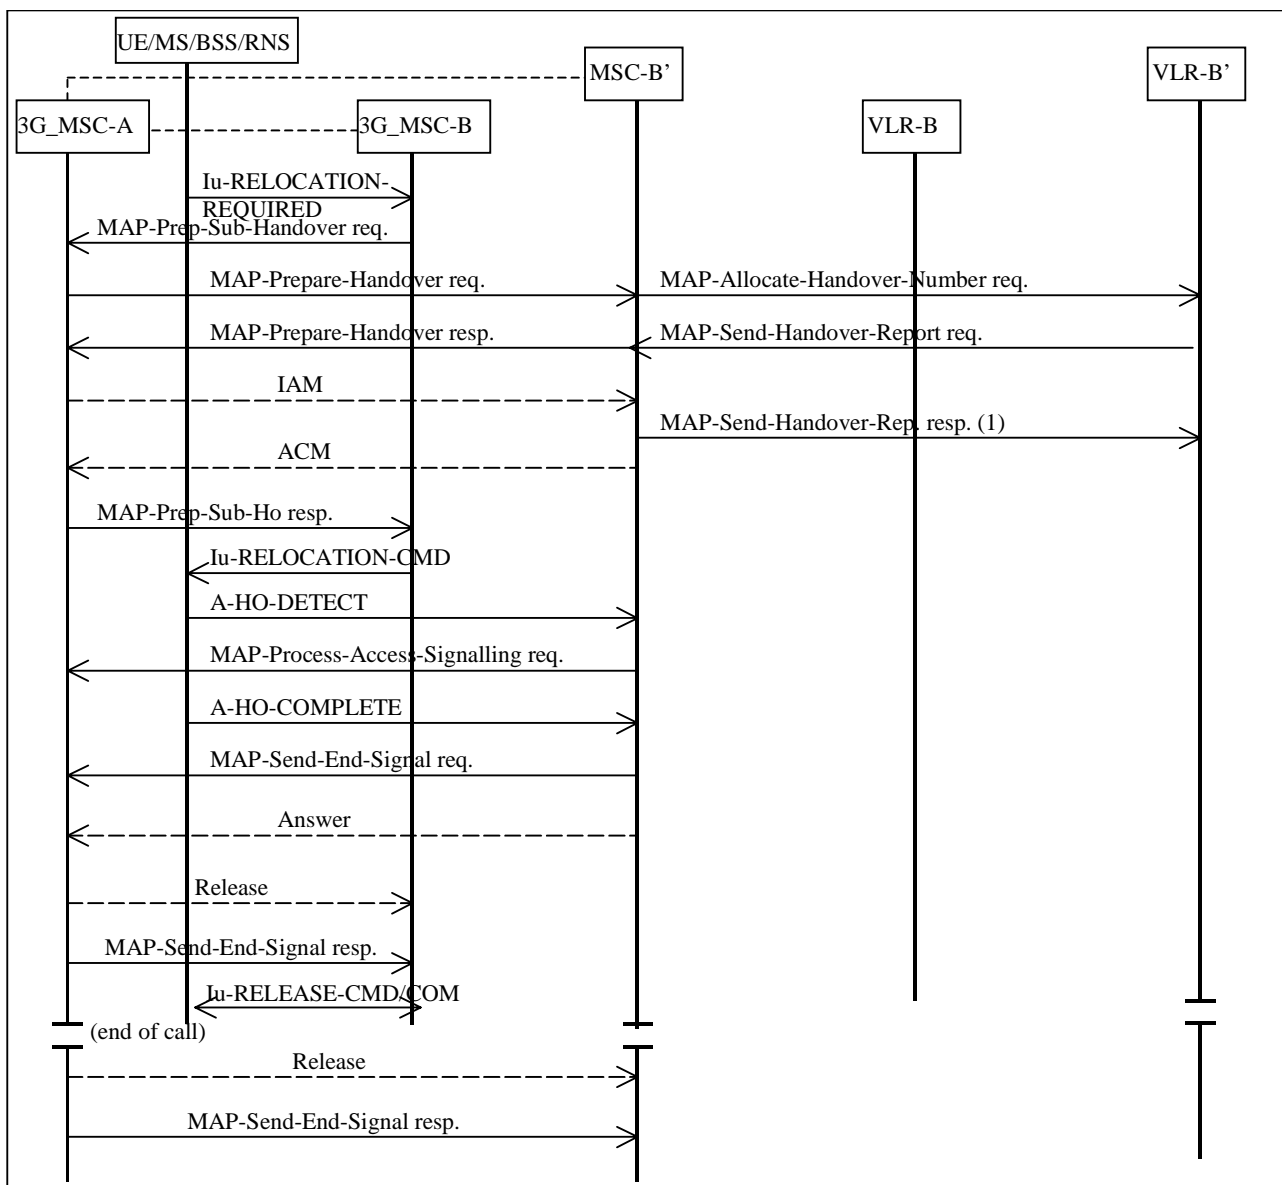 UE/MS/BSS/RNS
MSC-B’
VLR-B’
3G_MSC-A
3G_MSC-B
VLR-B
Iu-RELOCATION-
REQUIRED
MAP-Prep-Sub-Handover req.
MAP-Prepare-Handover req.
MAP-Allocate-Handover-Number req.
MAP-Prepare-Handover resp.
MAP-Send-Handover-Report req.
IAM
MAP-Send-Handover-Rep. resp. (1)
ACM
MAP-Prep-Sub-Ho resp.
Iu-RELOCATION-CMD
A-HO-DETECT
MAP-Process-Access-Signalling req.
A-HO-COMPLETE
MAP-Send-End-Signal req.
Answer
Release
MAP-Send-End-Signal resp.
Iu-RELEASE-CMD/COM
(end of call)
Release
MAP-Send-End-Signal resp.